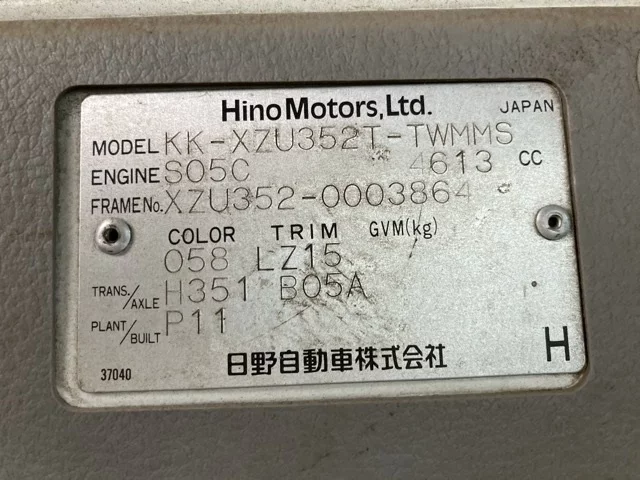 Hino Motors, Ltd. JAPAN
MODEL KK-XZU352T-TWMMS
ENGINE S05C 4613 CC
FRAME No. XZU352-0003864
COLOR TRIM GVM(kg)
058 LZ15
TRANS./AXLE H351 B05A
PLANT/BUILT P11
37040 日野自動車株式会社 H